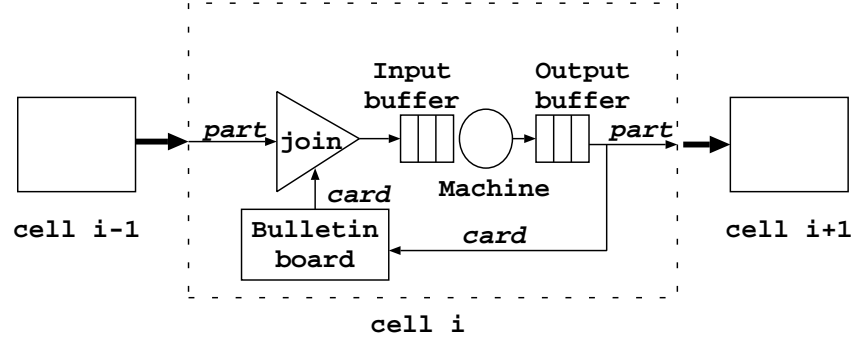 Input
buffer
Output
buffer
part
join
part
Machine
card
Bulletin
board
card
cell i-1
cell i+1
cell i